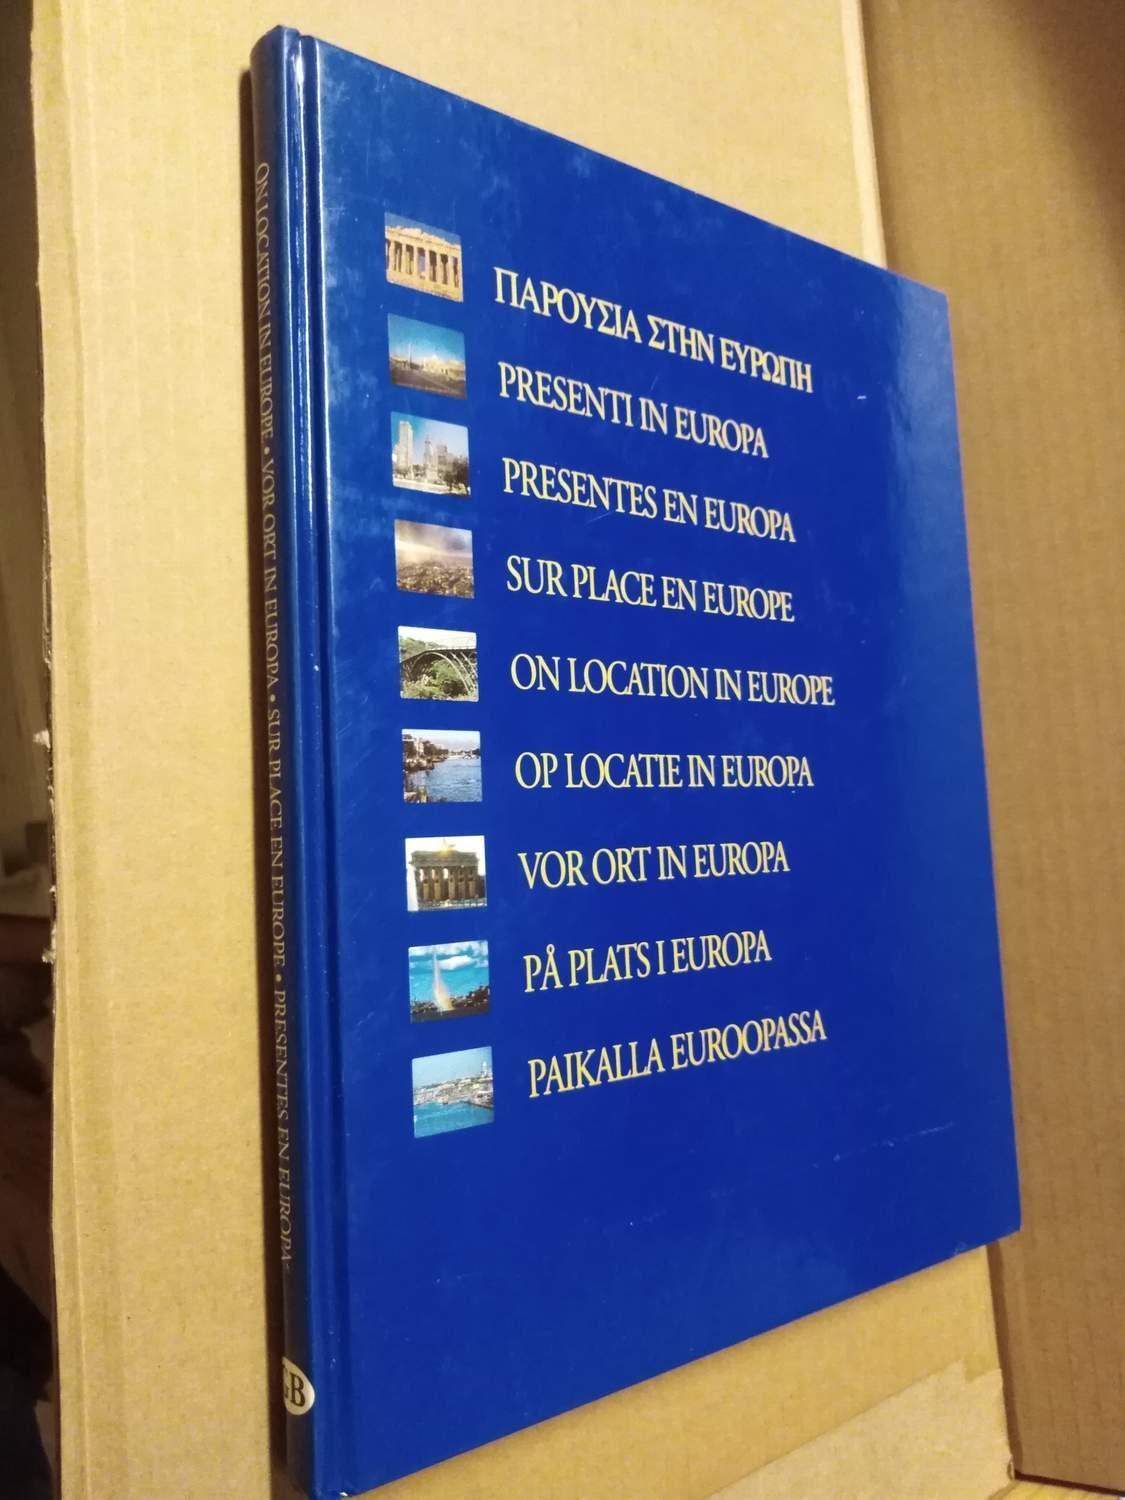 ΠΑΡΟΥΣΙΑ ΣΤΗΝ ΕΥΡΩΠΗ
PRESENTI IN EUROPA
PRESENTES EN EUROPA
SUR PLACE EN EUROPE
ON LOCATION IN EUROPE
OP LOCATIE IN EUROPA
VOR ORT IN EUROPA
PÅ PLATS I EUROPA
PAIKALLA EUROOPASSA
ON LOCATION IN EUROPE • VOR ORT IN EUROPA • SUR PLACE EN EUROPE • PRESENTES EN EUROPA
GB